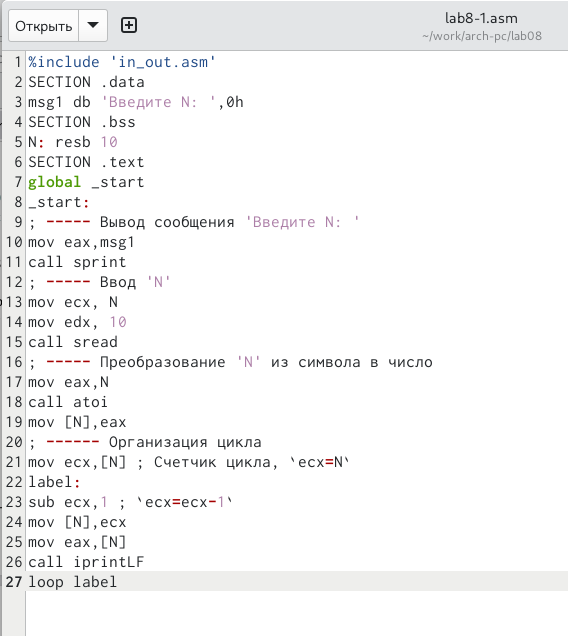 Открыть
lab8-1.asm
~/work/arch-pc/lab08
1 %include 'in_out.asm'
2 SECTION .data
3 msg1 db 'Введите N: ',0h
4 SECTION .bss
5 N: resb 10
6 SECTION .text
7 global _start
8 _start:
9 ; ----- Вывод сообщения 'Введите N: '
10 mov eax,msg1
11 call sprint
12 ; ----- Ввод 'N'
13 mov ecx, N
14 mov edx, 10
15 call sread
16 ; ----- Преобразование 'N' из символа в число
17 mov eax,N
18 call atoi
19 mov [N],eax
20 ; ------ Организация цикла
21 mov ecx,[N] ; Счетчик цикла, `ecx=N`
22 label:
23 sub ecx,1 ; `ecx=ecx-1`
24 mov [N],ecx
25 mov eax,[N]
26 call iprintLF
27 loop label